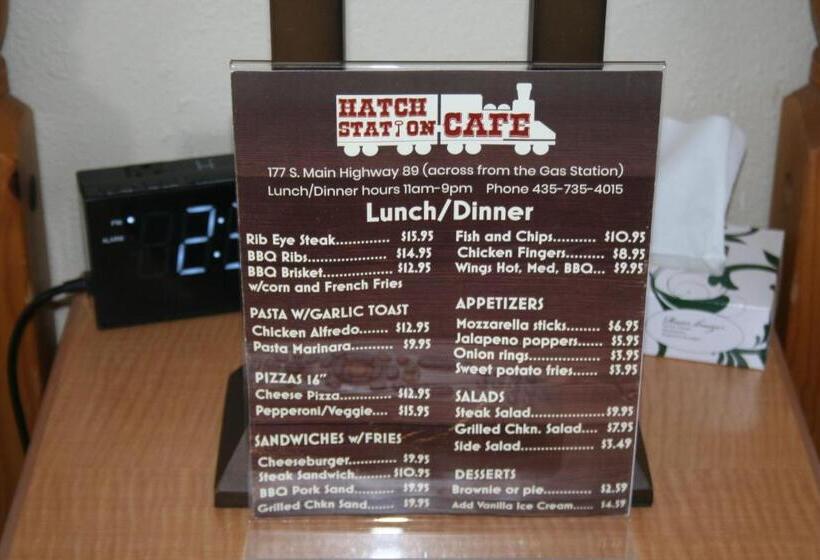 HATCH
STATION CAFE
177 S. Main Highway 89 (across from the Gas Station)
Lunch/Dinner hours 11am-9pm Phone 435-735-4015
Lunch/Dinner
Rib Eye Steak............ $15.95
BBQ Ribs............... $14.95
BBQ Brisket............ $12.95
w/corn and French Fries
PASTA W/GARLIC TOAST
Chicken Alfredo....... $12.95
Pasta Marinara......... $9.95
PIZZAS 16"
Cheese Pizza............ $12.95
Pepperoni/Veggie.... $15.95
SANDWICHES w/FRIES
Cheeseburger............ $9.95
Steak Sandwich......... $10.95
BBQ Pork Sand......... $9.95
Grilled Chkn Sand...... $9.95
Fish and Chips.......... $10.95
Chicken Fingers........ $8.95
Wings Hot, Med, BBQ... $9.95
APPETIZERS
Mozzarella sticks........ $6.95
Jalapeno poppers...... $5.95
Onion rings............... $3.95
Sweet potato fries...... $3.95
SALADS
Steak Salad.................. $9.95
Grilled Chkn. Salad.... $7.95
Side Salad................ $3.49
DESSERTS
Brownie or pie........... $2.59
Add Vanilla Ice Cream...... $4.59
PM
ALARM
2: